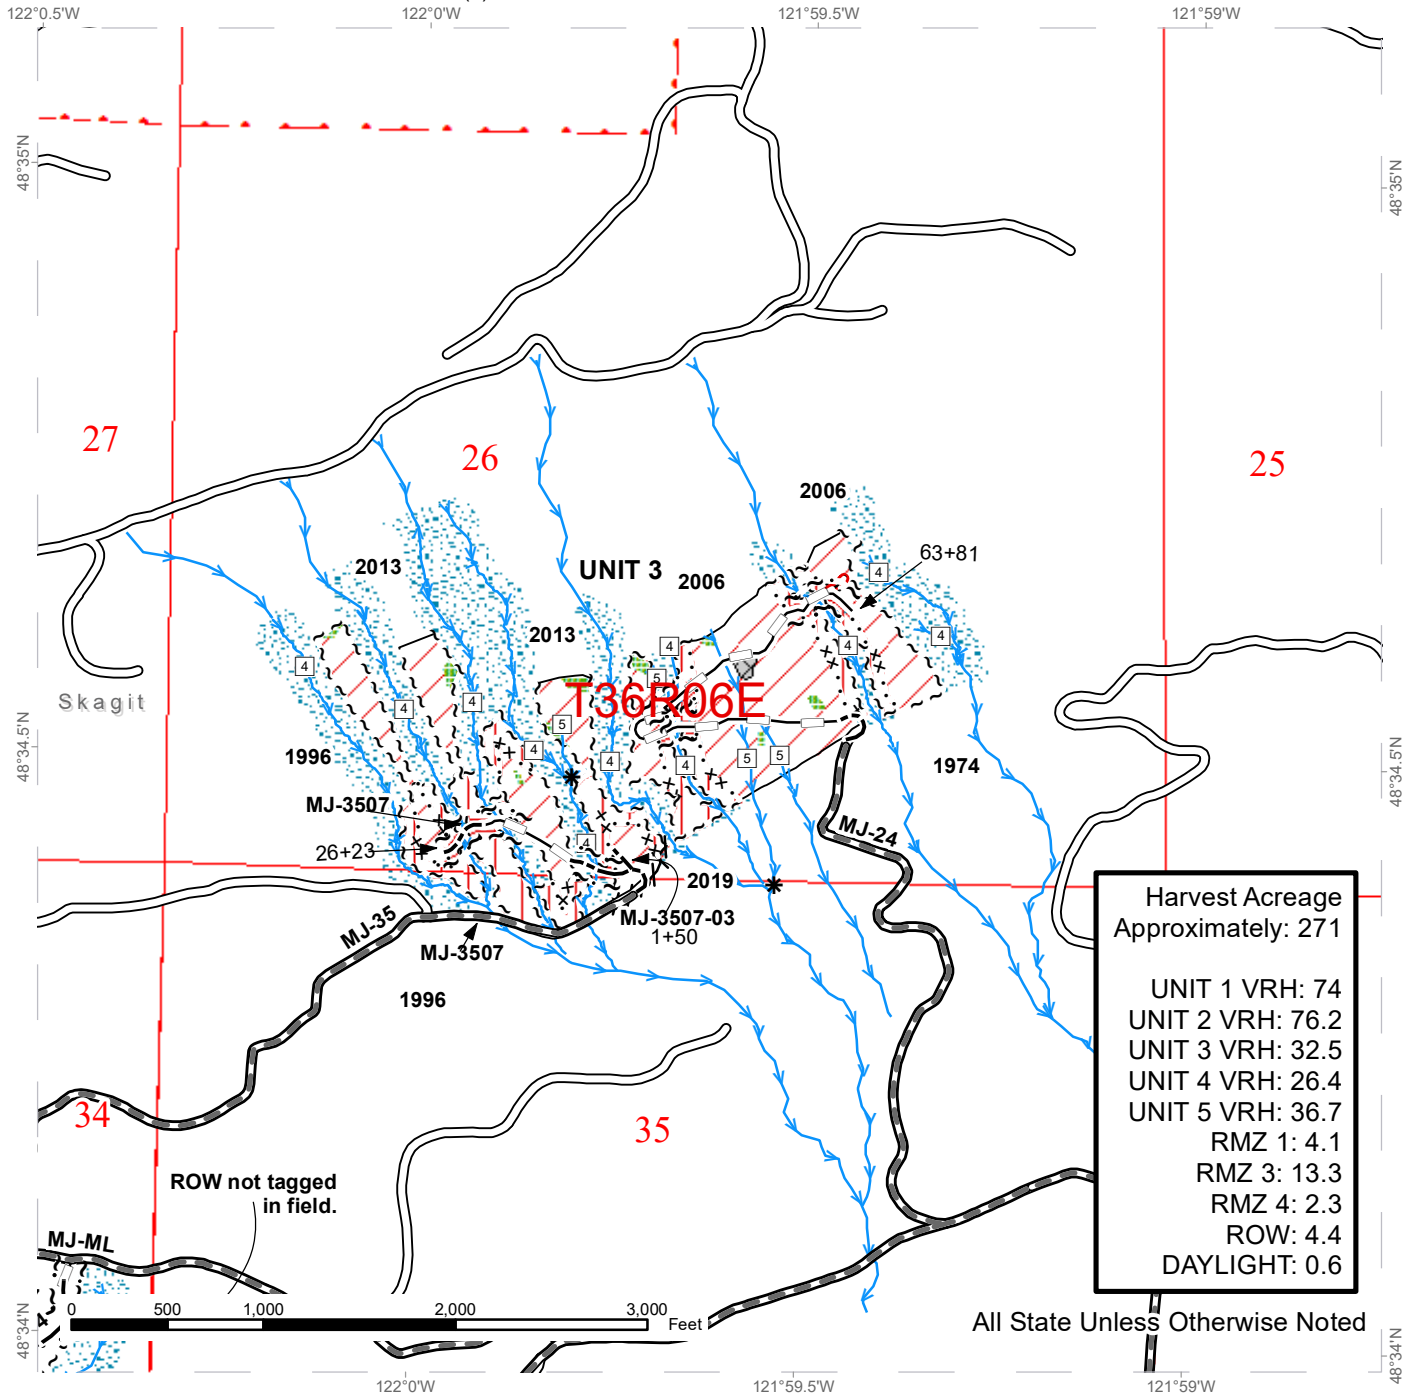 122°0.5'W
122°0'W
121°59.5'W
121°59'W
48°35'N
48°35'N
27
26
25
2006
63+81
2013
UNIT 3
2006
4
2013
4
4
4
4
5
Skagit
T36R06E
4
4
5
4
4
4
5
5
1996
1974
MJ-3507
MJ-24
26+23
4
2019
MJ-3507-03
1+50
MJ-35
MJ-3507
1996
48°34.5'N
48°34.5'N
Harvest Acreage
Approximately: 271
UNIT 1 VRH: 74
UNIT 2 VRH: 76.2
UNIT 3 VRH: 32.5
UNIT 4 VRH: 26.4
UNIT 5 VRH: 36.7
RMZ 1: 4.1
RMZ 3: 13.3
RMZ 4: 2.3
ROW: 4.4
DAYLIGHT: 0.6
34
35
ROW not tagged
in field.
MJ-ML
0 500 1,000 2,000 3,000
Feet
All State Unless Otherwise Noted
48°34'N
48°34'N
122°0'W
121°59.5'W
121°59'W